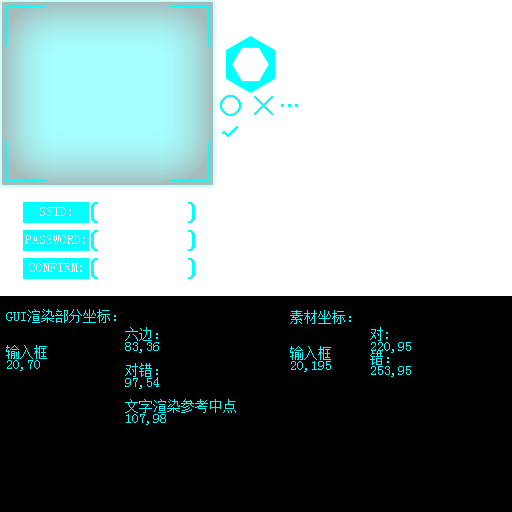 SSID:
PASSWORD:
CONFIRM:
GUI渲染部分坐标:
六边:
83,36
输入框
20,70
对错:
97,54
文字渲染参考中点
107,98
素材坐标:
对:
220,95
输入框
20,195
错:
253,95